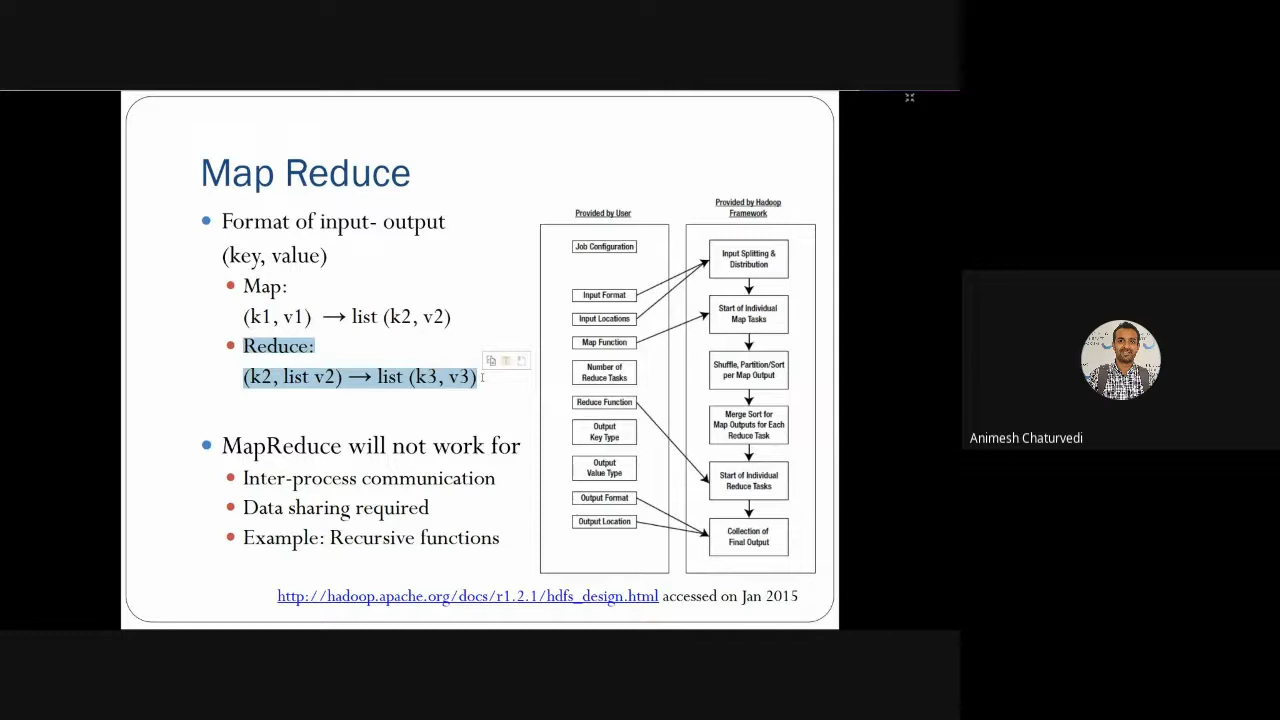 Map Reduce
• Format of input- output
(key, value)
• Map:
(k1, v1) → list (k2, v2)
• Reduce:
(k2, list v2) → list (k3, v3)
• MapReduce will not work for
• Inter-process communication
• Data sharing required
• Example: Recursive functions
Provided by User
Job Configuration
Input Format
Input Locations
Map Function
Number of
Reduce Tasks
Reduce Function
Output
Key Type
Output
Value Type
Output Format
Output Location
Provided by Hadoop
Framework
Input Splitting &
Distribution
Start of Individual
Map Tasks
Shuffle, Partition/Sort
per Map Output
Merge Sort for
Map Outputs for Each
Reduce Task
Start of Individual
Reduce Tasks
Collection of
Final Output
http://hadoop.apache.org/docs/r1.2.1/hdfs_design.html accessed on Jan 2015
Animesh Chaturvedi